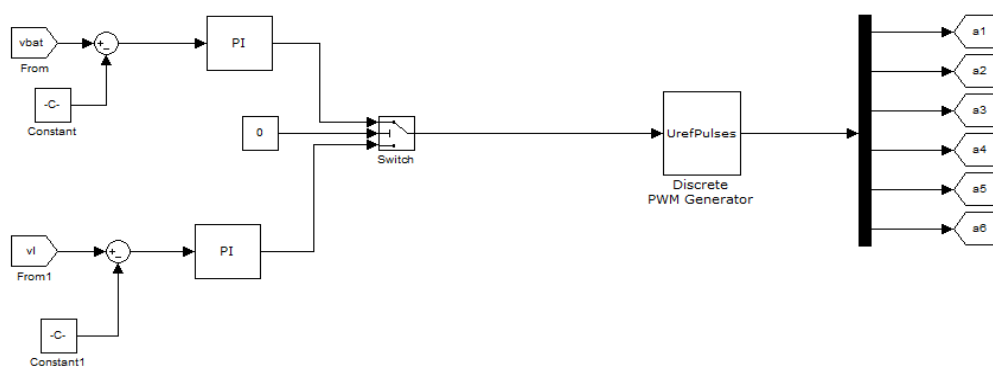 vbat
From
+
−
PI
-C-
Constant
0
Switch
UrefPulses
Discrete
PWM Generator
a1
a2
a3
a4
a5
a6
vl
From1
+
−
PI
-C-
Constant1